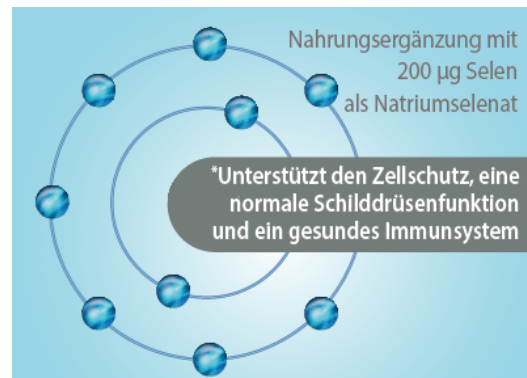 Nahrungsergänzung mit
200 µg Selen
als Natriumselenat
*Unterstützt den Zellschutz, eine
normale Schilddrüsenfunktion
und ein gesundes Immunsystem